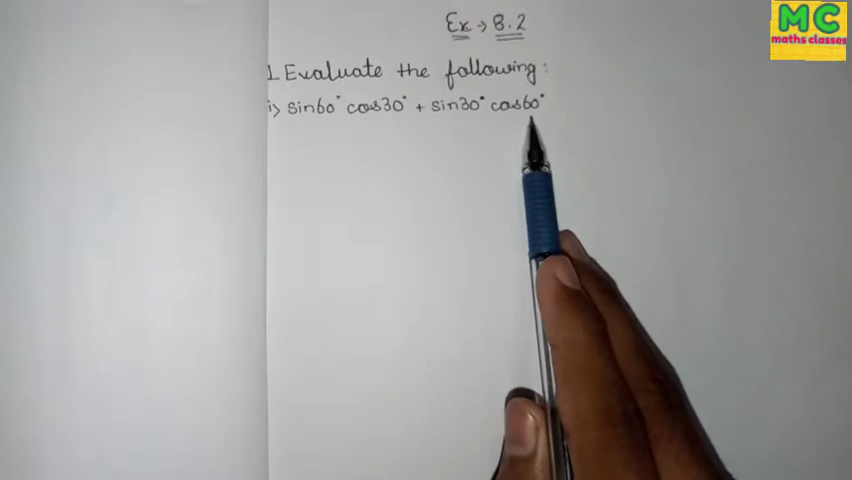 Ex → 8.2
1 Evaluate the following:
i> sin60° cos30° + sin30° cos60°
MC
maths classes